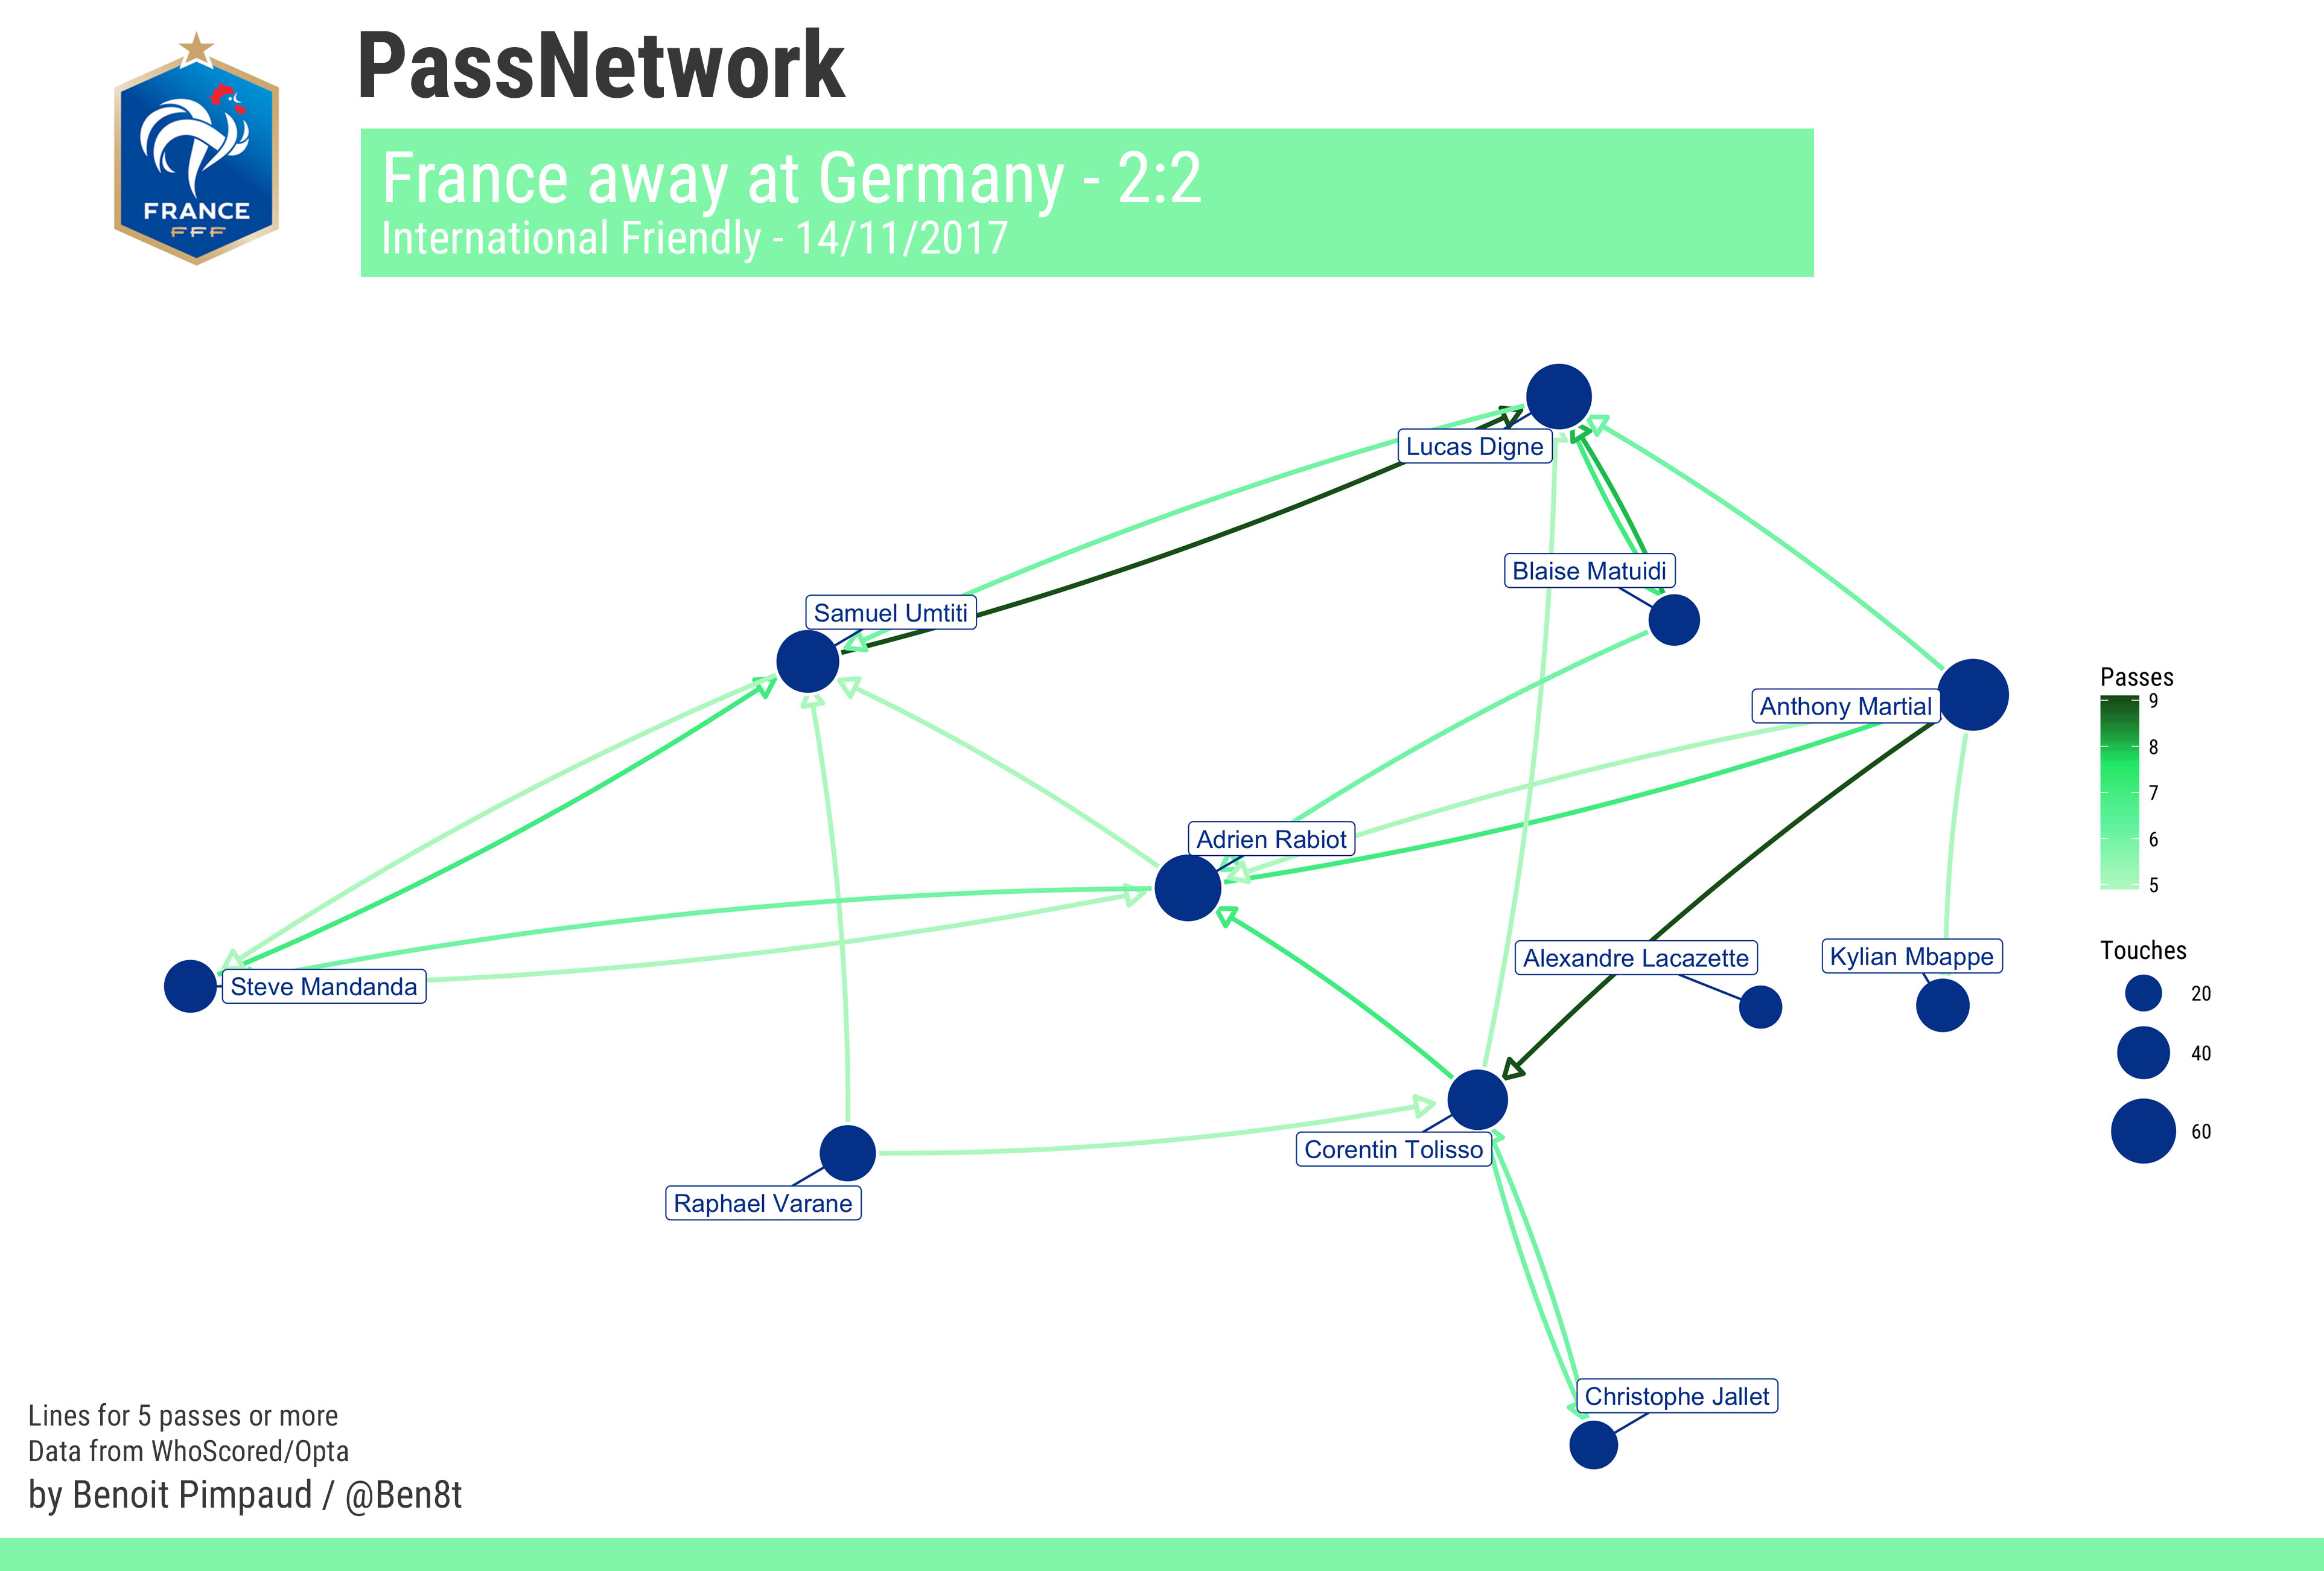 PassNetwork
FRANCE
FFF
France away at Germany - 2:2
International Friendly - 14/11/2017
Lucas Digne
Blaise Matuidi
Samuel Umtiti
Anthony Martial
Adrien Rabiot
Alexandre Lacazette
Kylian Mbappe
Steve Mandanda
Corentin Tolisso
Raphael Varane
Christophe Jallet
Passes
9
8
7
6
5
Touches
20
40
60
Lines for 5 passes or more
Data from WhoScored/Opta
by Benoit Pimpaud / @Ben8t